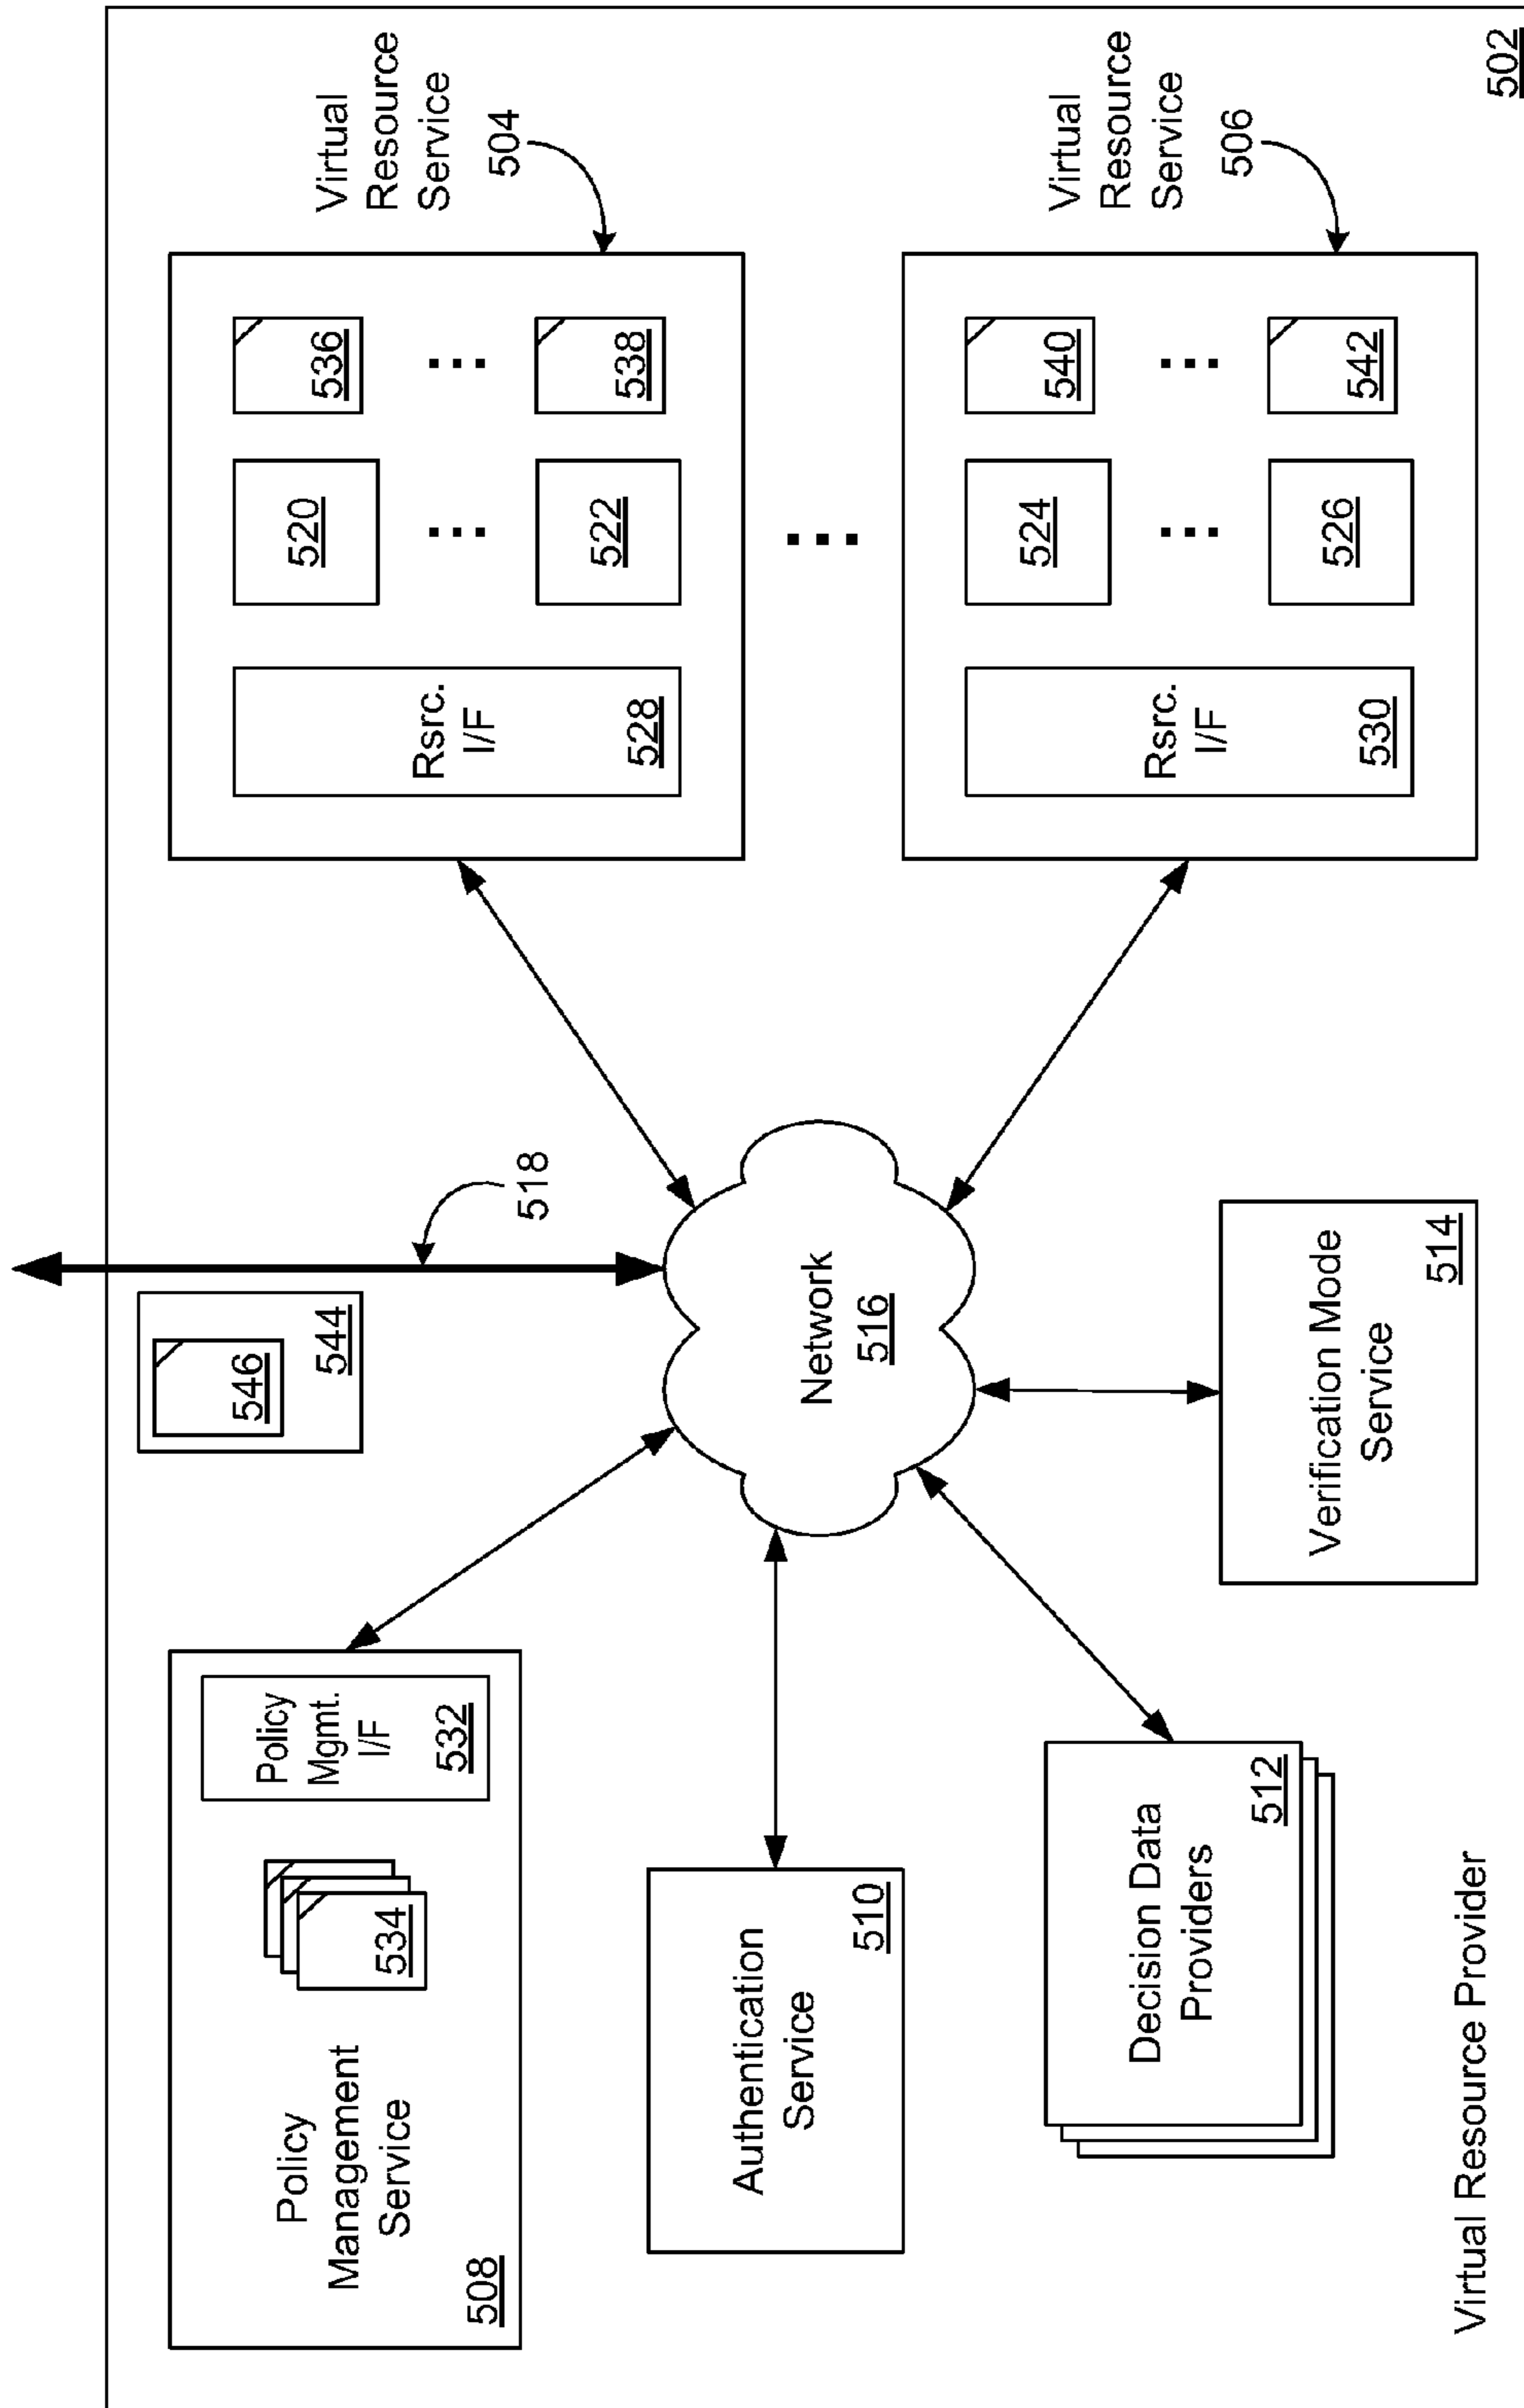 Policy
Management
Service
508
534
Policy
Mgmt.
I/F
532
546
544
518
Virtual
Resource
Service
504
Rsrc.
I/F
528
520
...
522
536
...
538
Authentication
Service
510
Network
516
...
Decision Data
Providers
512
Verification Mode
Service
514
Virtual
Resource
Service
506
Rsrc.
I/F
530
524
...
526
540
...
542
Virtual Resource Provider
502